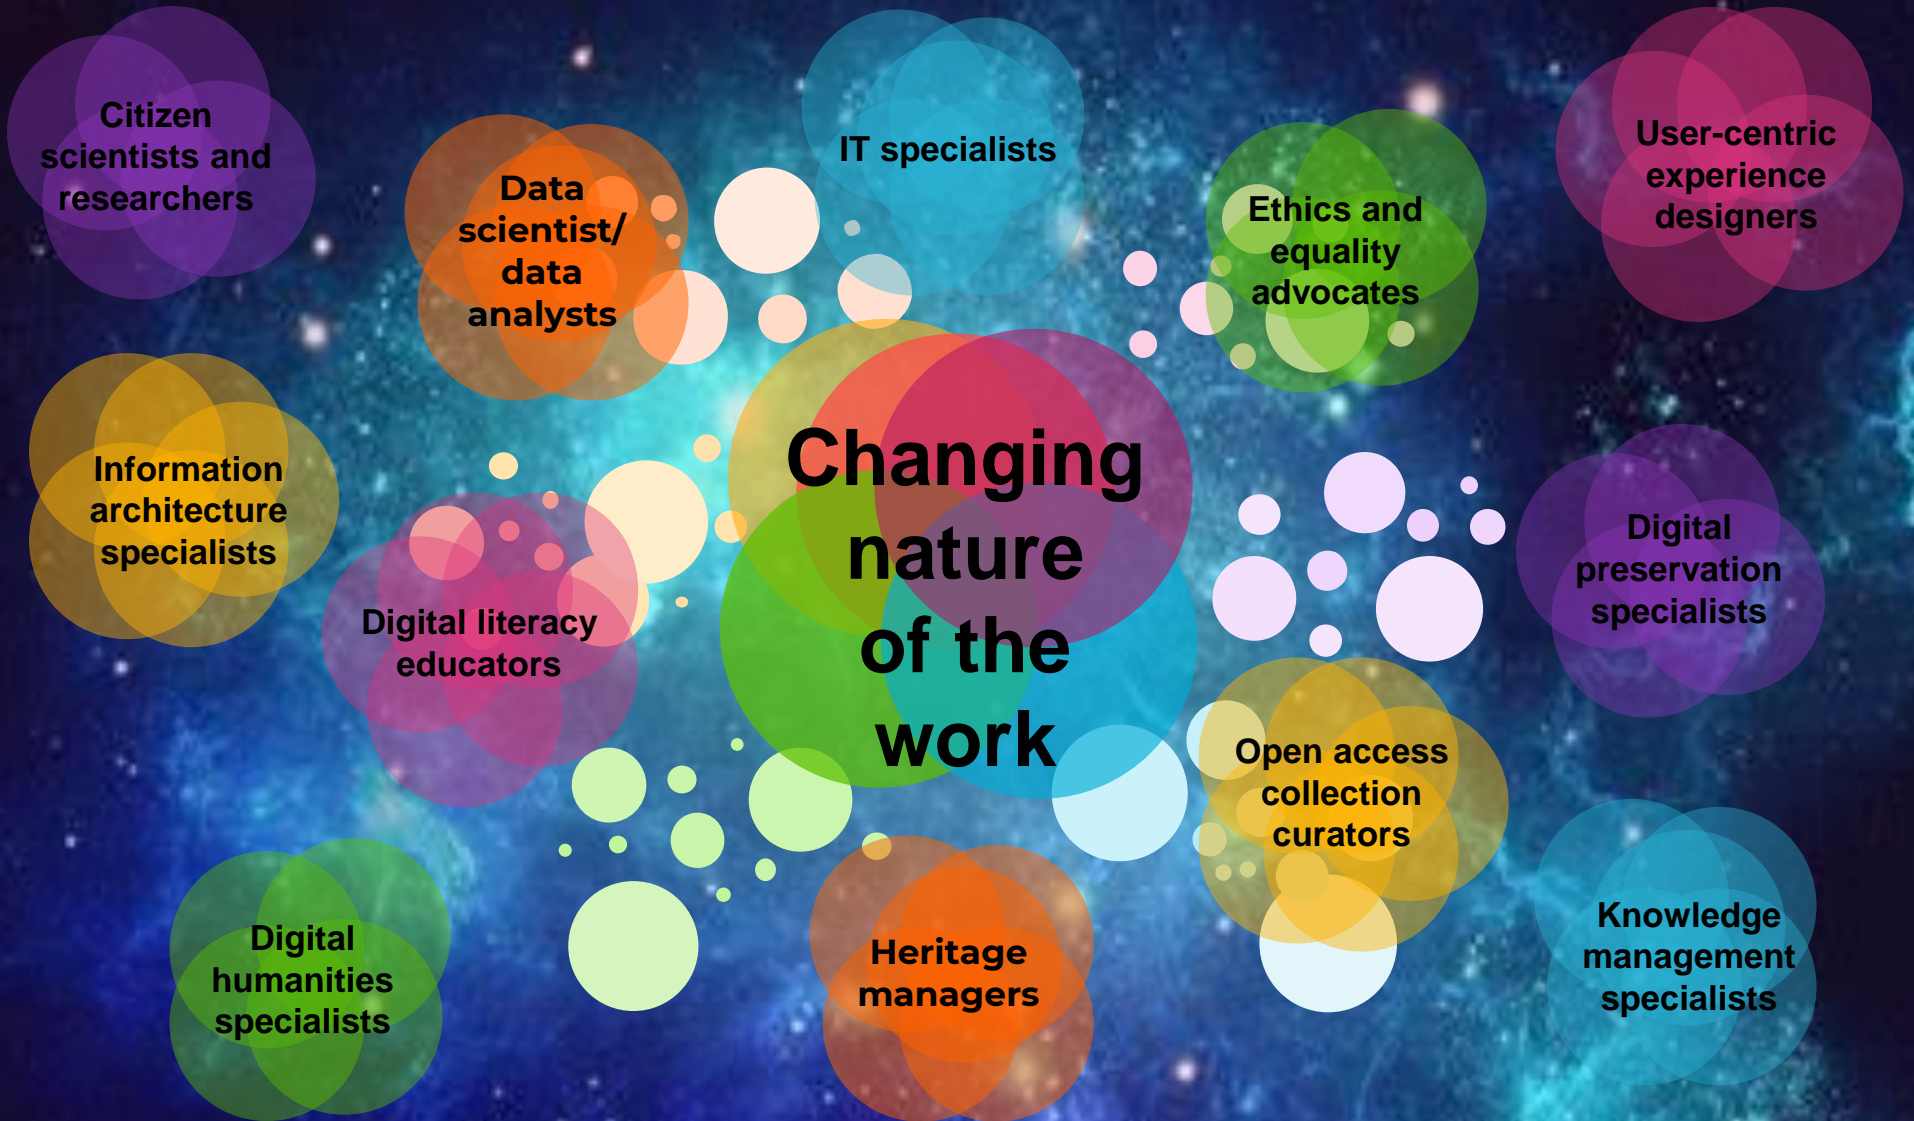 Citizen
scientists and
researchers
Data
scientist/
data
analysts
IT specialists
Ethics and
equality
advocates
User-centric
experience
designers
Information
architecture
specialists
Digital literacy
educators
Changing
nature
of the
work
Digital
preservation
specialists
Open access
collection
curators
Digital
humanities
specialists
Heritage
managers
Knowledge
management
specialists